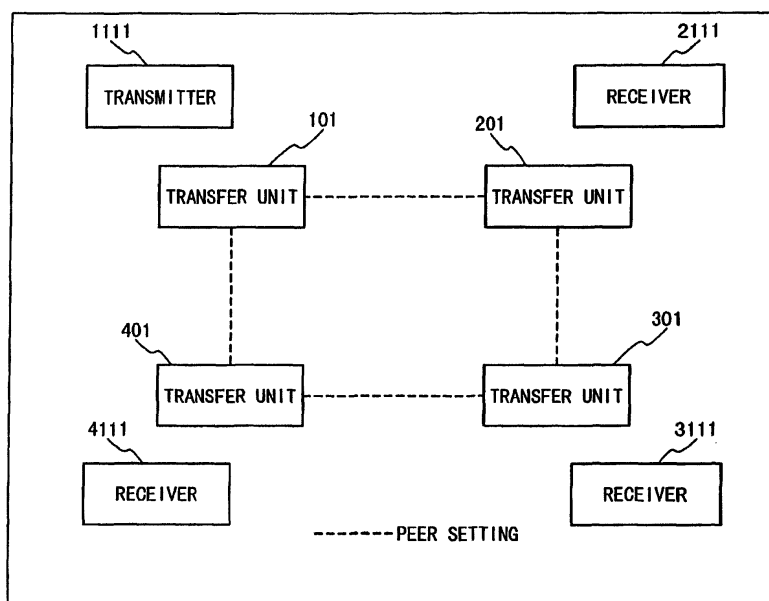 1111
2111
TRANSMITTER
RECEIVER
101
201
TRANSFER UNIT
TRANSFER UNIT
401
301
TRANSFER UNIT
TRANSFER UNIT
4111
3111
RECEIVER
RECEIVER
PEER SETTING